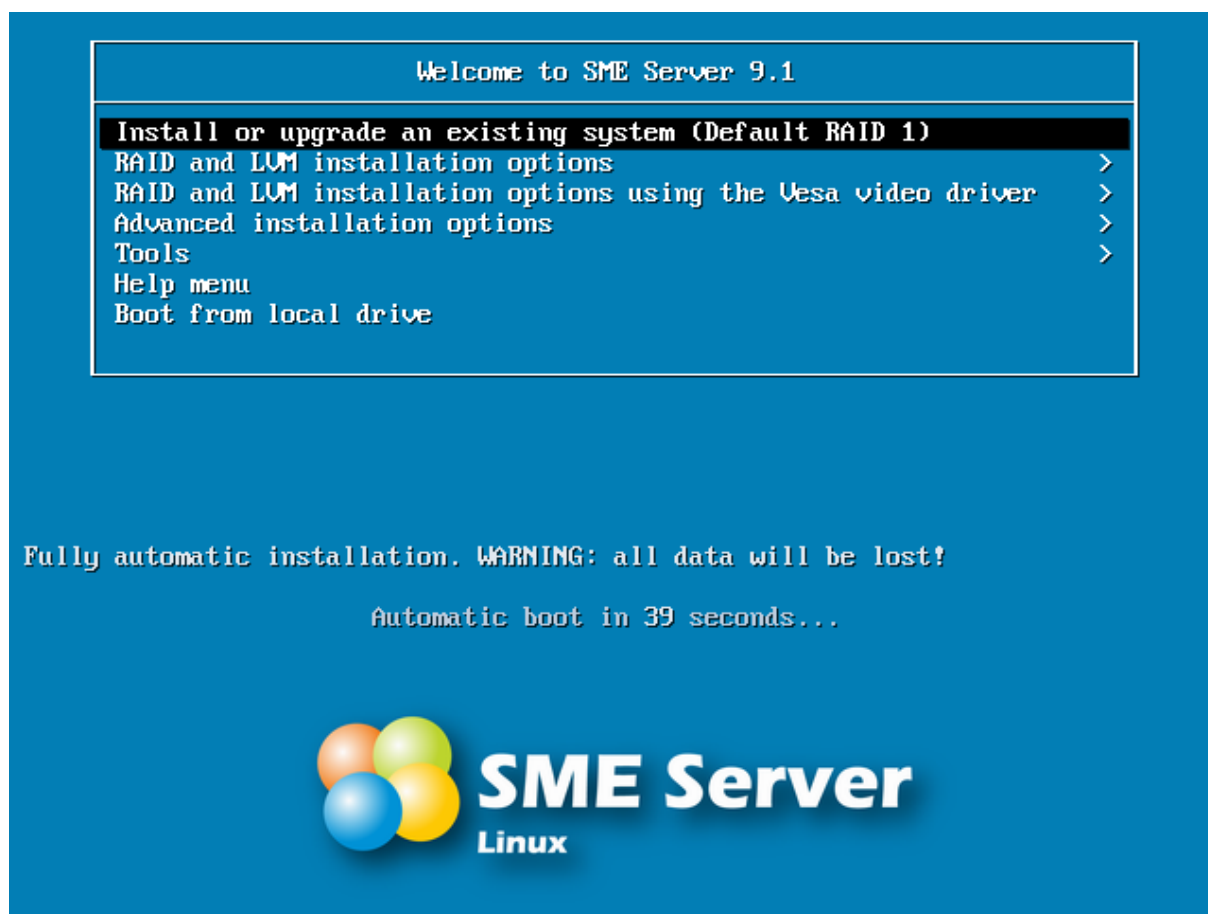 Welcome to SME Server 9.1
Install or upgrade an existing system (Default RAID 1)
RAID and LVM installation options >
RAID and LVM installation options using the Vesa video driver >
Advanced installation options >
Tools >
Help menu
Boot from local drive
Fully automatic installation. WARNING: all data will be lost!
Automatic boot in 39 seconds...
SME Server
Linux